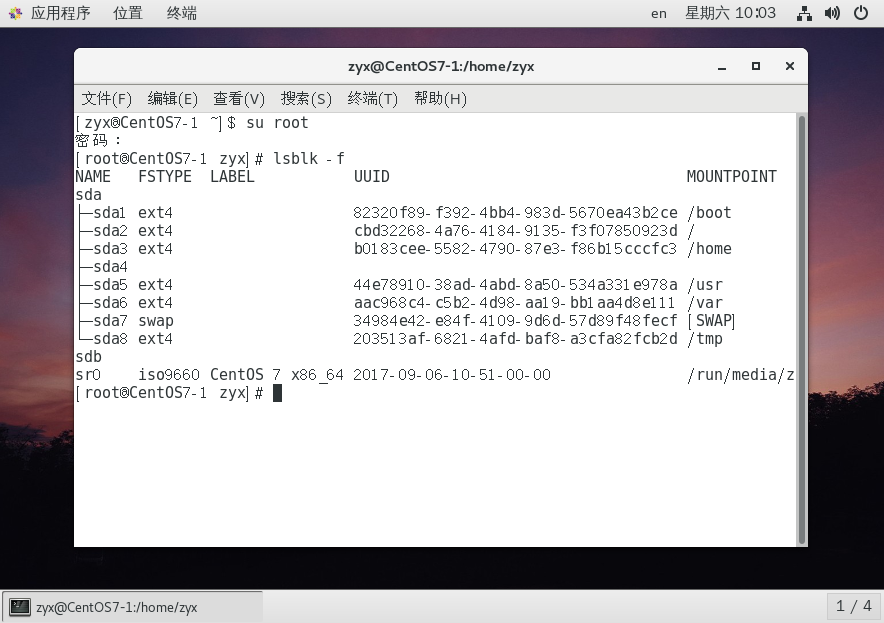 应用程序 位置 终端 en 星期六 10:03
zyx@CentOS7-1:/home/zyx
文件(F) 编辑(E) 查看(V) 搜索(S) 终端(T) 帮助(H)
[zyx@CentOS7-1 ~]$ su root
密码：
[root@CentOS7-1 zyx]# lsblk -f
NAME FSTYPE LABEL UUID MOUNTPOINT
sda
├─sda1 ext4 82320f89-f392-4bb4-983d-5670ea43b2ce /boot
├─sda2 ext4 cbd32268-4a76-4184-9135-f3f07850923d /
├─sda3 ext4 b0183cee-5582-4790-87e3-f86b15cccfc3 /home
├─sda4
├─sda5 ext4 44e78910-38ad-4abd-8a50-534a331e978a /usr
├─sda6 ext4 aac968c4-c5b2-4d98-aa19-bb1aa4d8e111 /var
├─sda7 swap 34984e42-e84f-4109-9d6d-57d89f48fecf [SWAP]
└─sda8 ext4 203513af-6821-4afd-baf8-a3cfa82fcb2d /tmp
sdb
sr0 iso9660 CentOS 7 x86_64 2017-09-06-10-51-00-00 /run/media/z
[root@CentOS7-1 zyx]#
zyx@CentOS7-1:/home/zyx 1 / 4